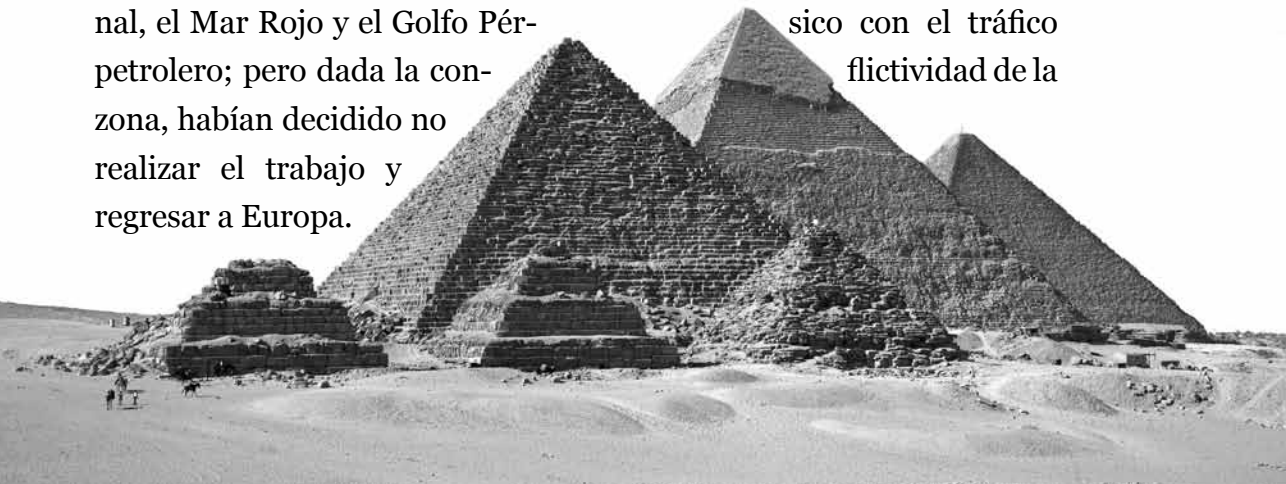 nal, el Mar Rojo y el Golfo Pér- sico con el tráfico
petrolero; pero dada la con- flictividad de la
zona, habían decidido no
realizar el trabajo y
regresar a Europa.